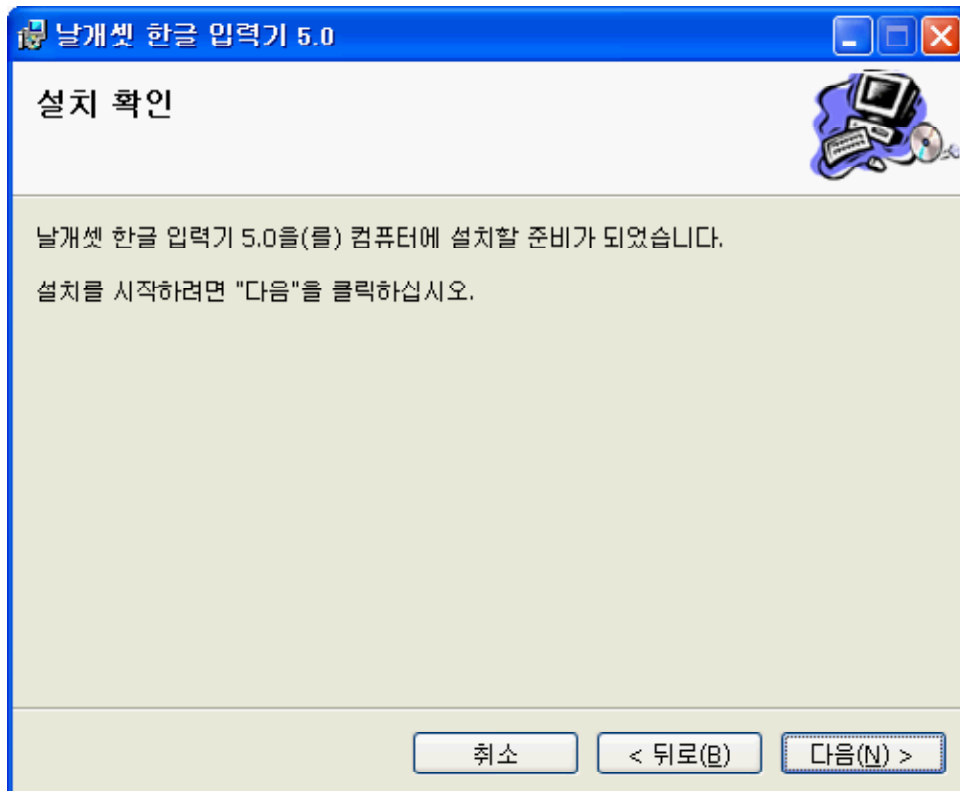 날개셋 한글 입력기 5.0
설치 확인
날개셋 한글 입력기 5.0을(를) 컴퓨터에 설치할 준비가 되었습니다.
설치를 시작하려면 "다음"을 클릭하십시오.
취소
< 뒤로(B)
다음(N) >